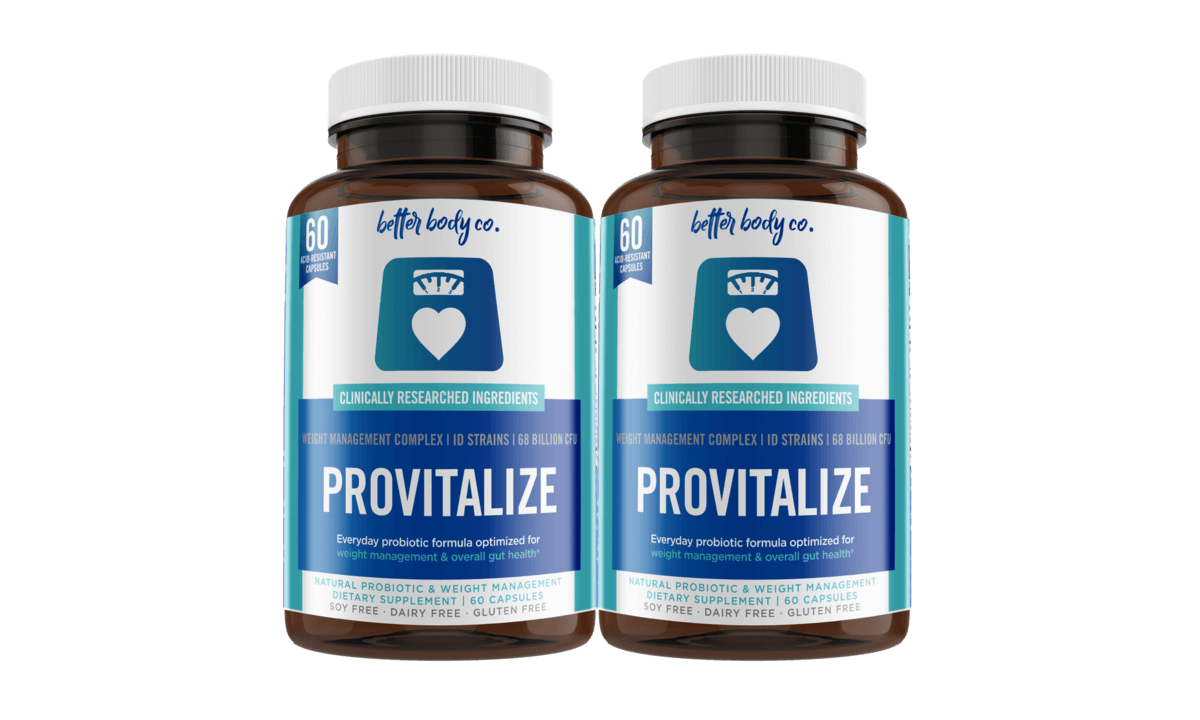 better body co.
60
ACID-RESISTANT
CAPSULES
CLINICALLY RESEARCHED INGREDIENTS
WEIGHT MANAGEMENT COMPLEX | ID STRAINS | 68 BILLION CFU
PROVITALIZE
Everyday probiotic formula optimized for
weight management & overall gut health*
NATURAL PROBIOTIC & WEIGHT MANAGEMENT
DIETARY SUPPLEMENT | 60 CAPSULES
SOY FREE · DAIRY FREE · GLUTEN FREE
better body co.
60
ACID-RESISTANT
CAPSULES
CLINICALLY RESEARCHED INGREDIENTS
WEIGHT MANAGEMENT COMPLEX | ID STRAINS | 68 BILLION CFU
PROVITALIZE
Everyday probiotic formula optimized for
weight management & overall gut health*
NATURAL PROBIOTIC & WEIGHT MANAGEMENT
DIETARY SUPPLEMENT | 60 CAPSULES
SOY FREE · DAIRY FREE · GLUTEN FREE